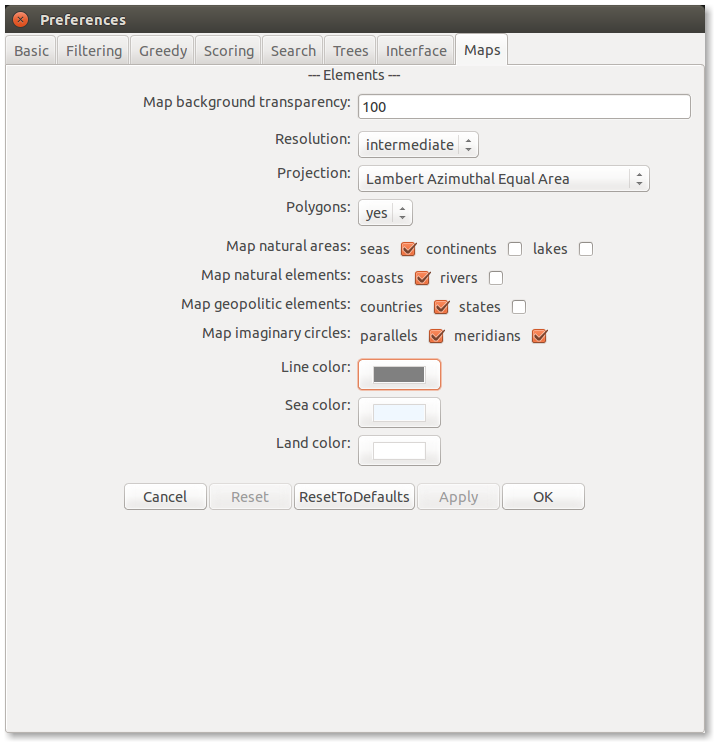 Preferences
Basic Filtering Greedy Scoring Search Trees Interface Maps
--- Elements ---
Map background transparency: 100
Resolution: intermediate
Projection: Lambert Azimuthal Equal Area
Polygons: yes
Map natural areas: seas continents lakes
Map natural elements: coasts rivers
Map geopolitic elements: countries states
Map imaginary circles: parallels meridians
Line color:
Sea color:
Land color:
Cancel Reset ResetToDefaults Apply OK